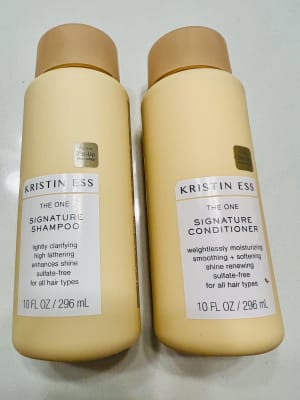 KRISTIN ESS
THE ONE
SIGNATURE
SHAMPOO
lightly clarifying
high lathering
enhances shine
sulfate-free
for all hair types
10 FL OZ / 296 mL
KRISTIN ESS
THE ONE
SIGNATURE
CONDITIONER
weightlessly moisturizing
smoothing + softening
shine renewing
sulfate-free
for all hair types
10 FL OZ / 296 mL